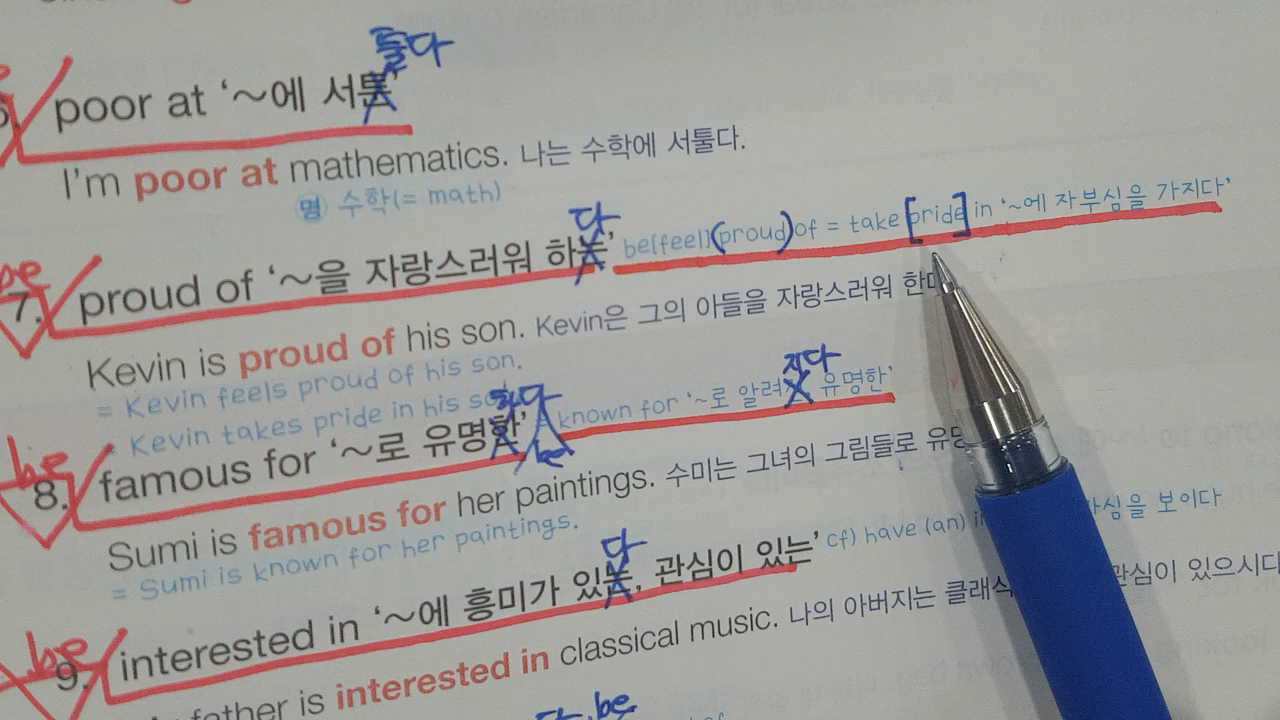 둘다
poor at ‘~에 서툰’
I'm poor at mathematics. 나는 수학에 서툴다.
명 수학(= math)
다
be 7. proud of ‘~을 자랑스러워 하는’ be[feel](proud)of = take [pride] in ‘~에 자부심을 가지다’
Kevin is proud of his son. Kevin은 그의 아들을 자랑스러워 한다
= Kevin feels proud of his son.
= Kevin takes pride in his
하다 지다
be 8. famous for ‘~로 유명한’ be known for ‘~로 알려 유명한’
Sumi is famous for her paintings. 수미는 그녀의 그림들로
= Sumi is known for her paintings.
다
be 9. interested in ‘~에 흥미가 있는, 관심이 있는’ cf) have (an) 관심을 보이다
father is interested in classical music. 나의 아버지는 클래식 관심이 있으시다
다, be